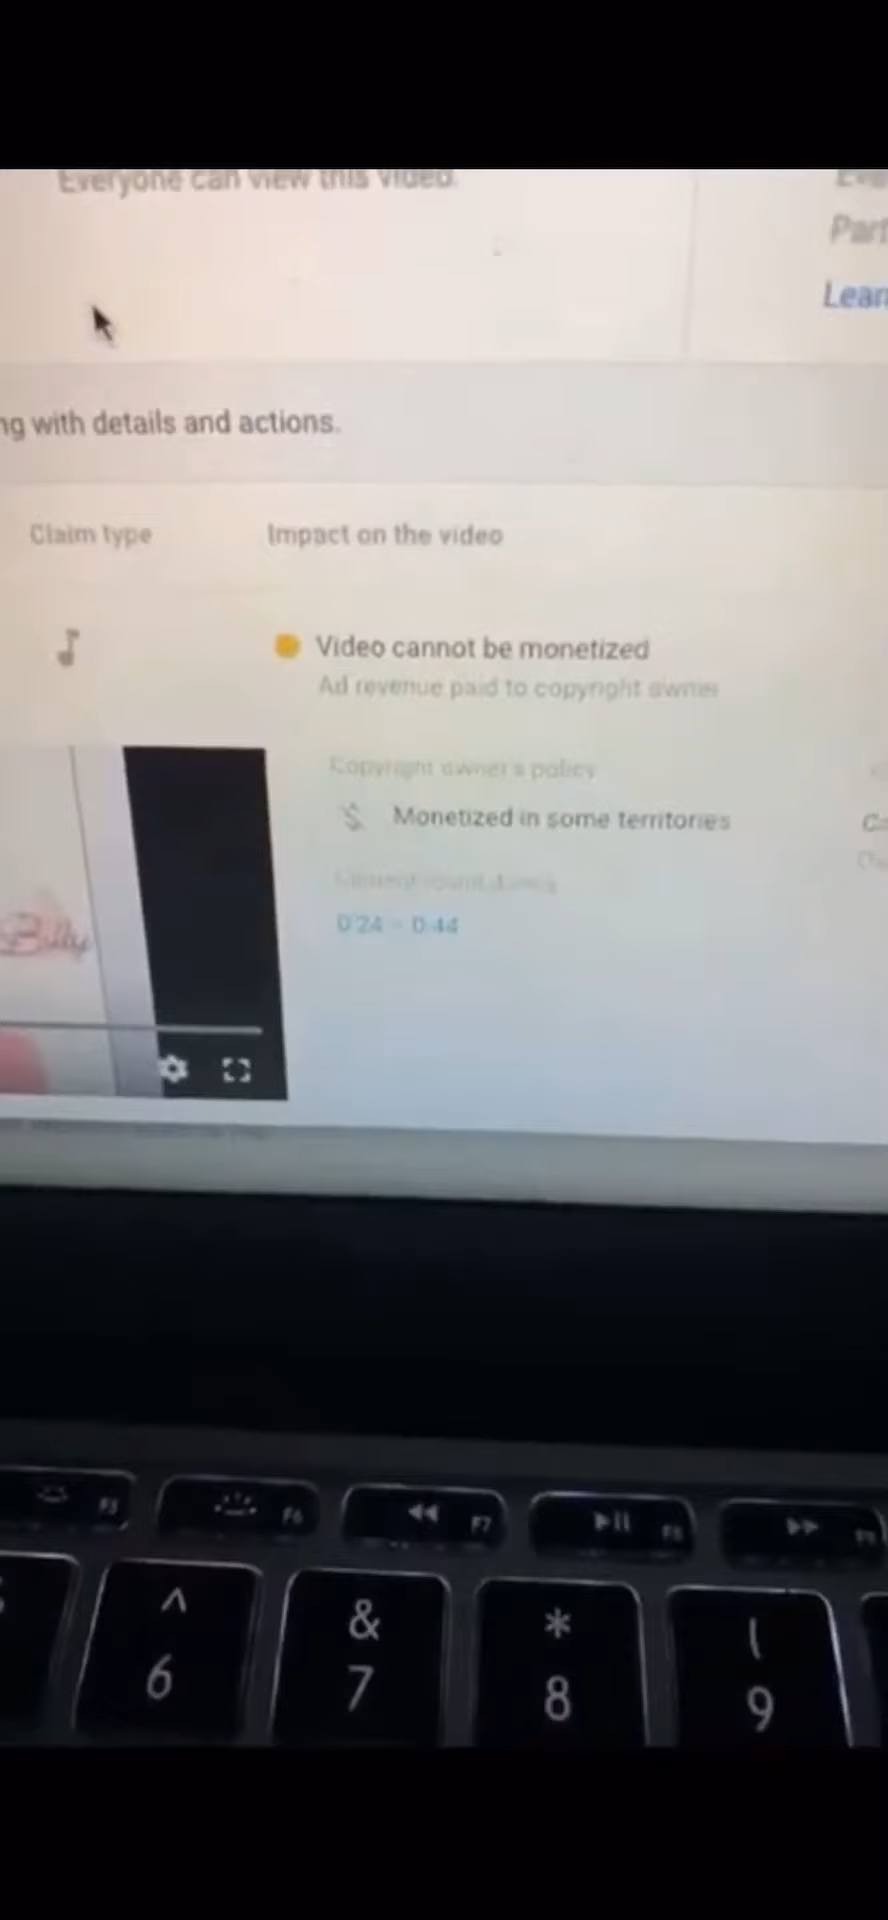 Everyone can view this video.
Part
Lear
ng with details and actions.
Claim type
Impact on the video
Video cannot be monetized
Ad revenue paid to copyright owner
Copyright owner's policy
Monetized in some territories
0:24 – 0:44
Billy
F5
F6
F7
F8
^
&
*
(
6
7
8
9